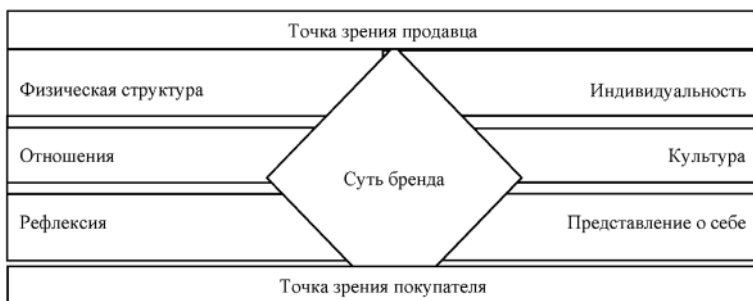 Точка зрения продавца
Физическая структура
Индивидуальность
Отношения
Суть бренда
Культура
Рефлексия
Представление о себе
Точка зрения покупателя